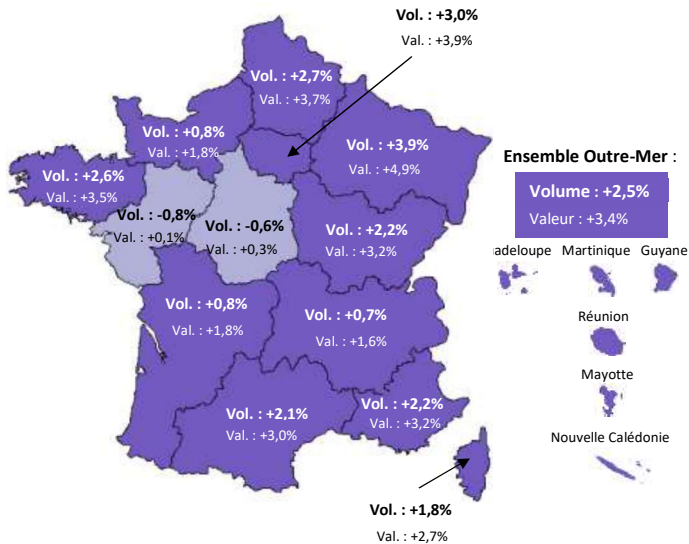 Vol. : +3,0%
Val. : +3,9%
Vol. : +2,7%
Val. : +3,7%
Vol. : +0,8%
Val. : +1,8%
Vol. : +3,9%
Val. : +4,9%
Vol. : +2,6%
Val. : +3,5%
Vol. : -0,8%
Val. : +0,1%
Vol. : -0,6%
Val. : +0,3%
Vol. : +2,2%
Val. : +3,2%
Vol. : +0,8%
Val. : +1,8%
Vol. : +0,7%
Val. : +1,6%
Vol. : +2,1%
Val. : +3,0%
Vol. : +2,2%
Val. : +3,2%
Vol. : +1,8%
Val. : +2,7%
Ensemble Outre-Mer :
Volume : +2,5%
Valeur : +3,4%
adeloupe Martinique Guyane
Réunion
Mayotte
Nouvelle Calédonie